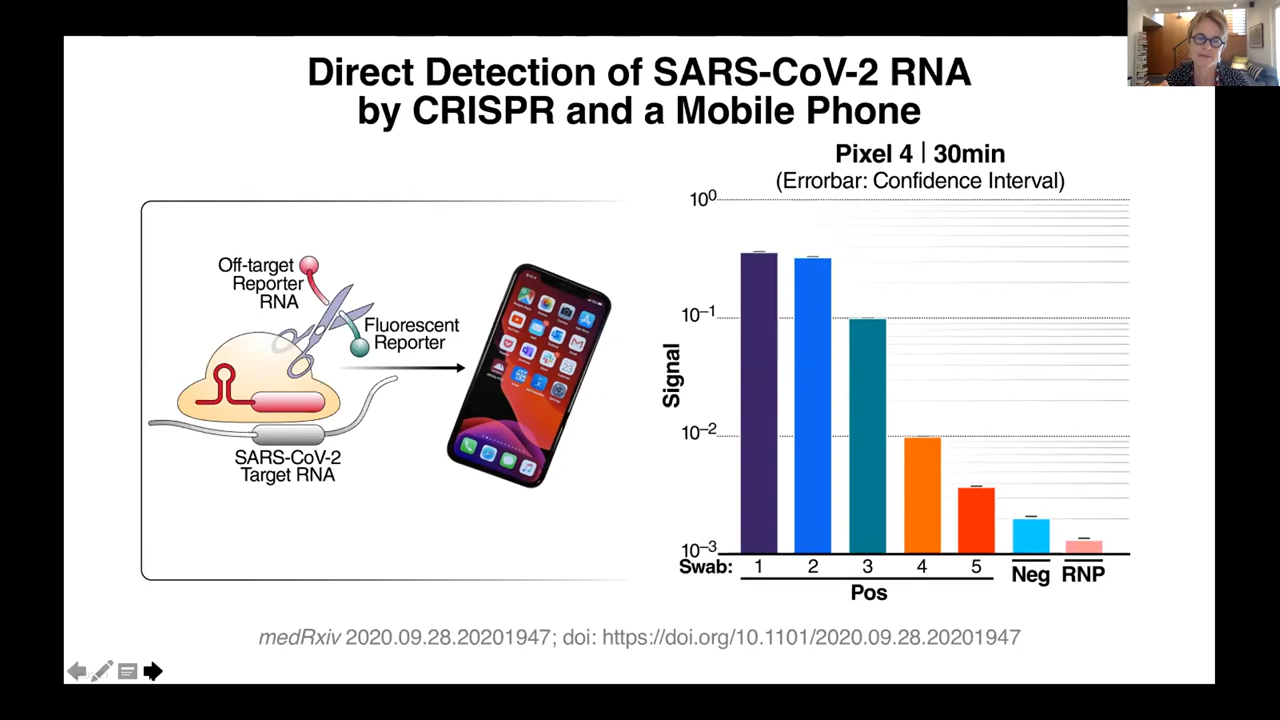 Direct Detection of SARS-CoV-2 RNA
by CRISPR and a Mobile Phone
Off-target
Reporter
RNA
Fluorescent
Reporter
SARS-CoV-2
Target RNA
Pixel 4 | 30min
(Errorbar: Confidence Interval)
Signal
10⁰
10⁻¹
10⁻²
10⁻³
Swab: 1 2 3 4 5 Neg RNP
Pos
medRxiv 2020.09.28.20201947; doi: https://doi.org/10.1101/2020.09.28.20201947